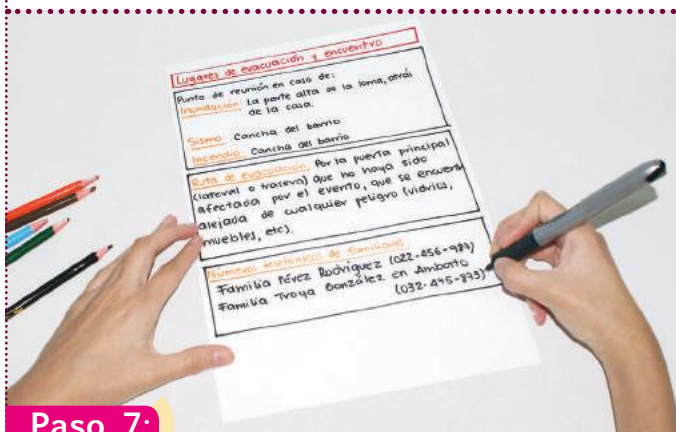 Lugares de evacuación y encuentro
Punto de reunión en caso de:
Inundación: La parte alta de la loma, atrás
de la casa.
Sismo: Cancha del barrio
Incendio: Cancha del barrio
Ruta de evacuación: Por la puerta principal
(lateral o trasera) que no haya sido
afectada por el evento, que se encuentre
alejada de cualquier peligro (vidrios,
muebles, etc).
Números telefónicos de familiares:
Familia Pérez Rodríguez (022-456-987)
Familia Troya González en Ambato
(032-445-873)
Paso 7: